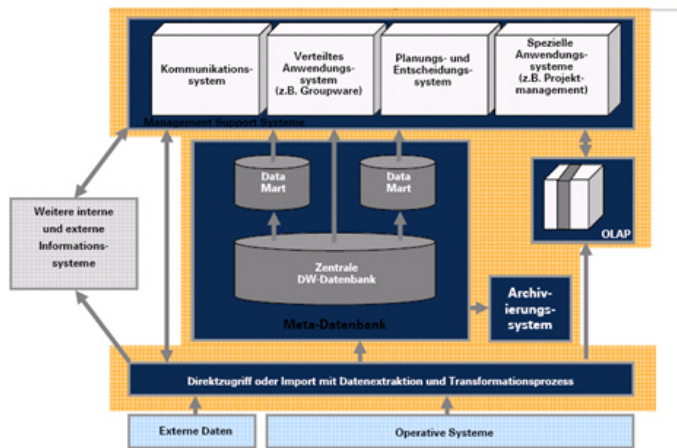 Kommunikations-
system
Verteiltes
Anwendungs-
system
(z.B. Groupware)
Planungs- und
Entscheidungs-
system
Spezielle
Anwendungs-
systeme
(z.B. Projekt-
management)
Management Support Systeme
Data
Mart
Data
Mart
Weitere interne
und externe
Informations-
systeme
OLAP
Zentrale
DW-Datenbank
Archiv-
ierungs-
system
Meta-Datenbank
Direktzugriff oder Import mit Datenextraktion und Transformationsprozess
Externe Daten
Operative Systeme